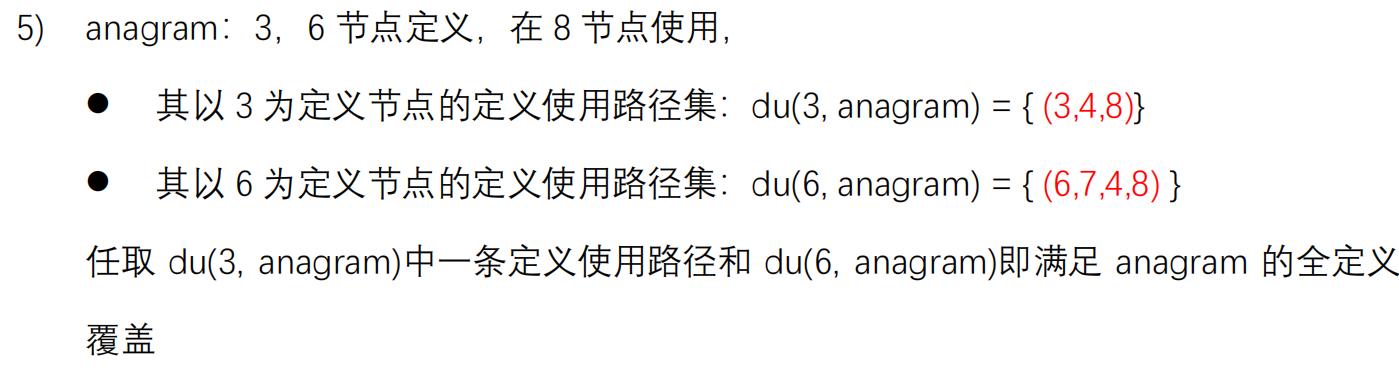 5) anagram：3，6 节点定义，在 8 节点使用，
● 其以 3 为定义节点的定义使用路径集：du(3, anagram) = { (3,4,8)}
● 其以 6 为定义节点的定义使用路径集：du(6, anagram) = { (6,7,4,8) }
任取 du(3, anagram)中一条定义使用路径和 du(6, anagram)即满足 anagram 的全定义
覆盖